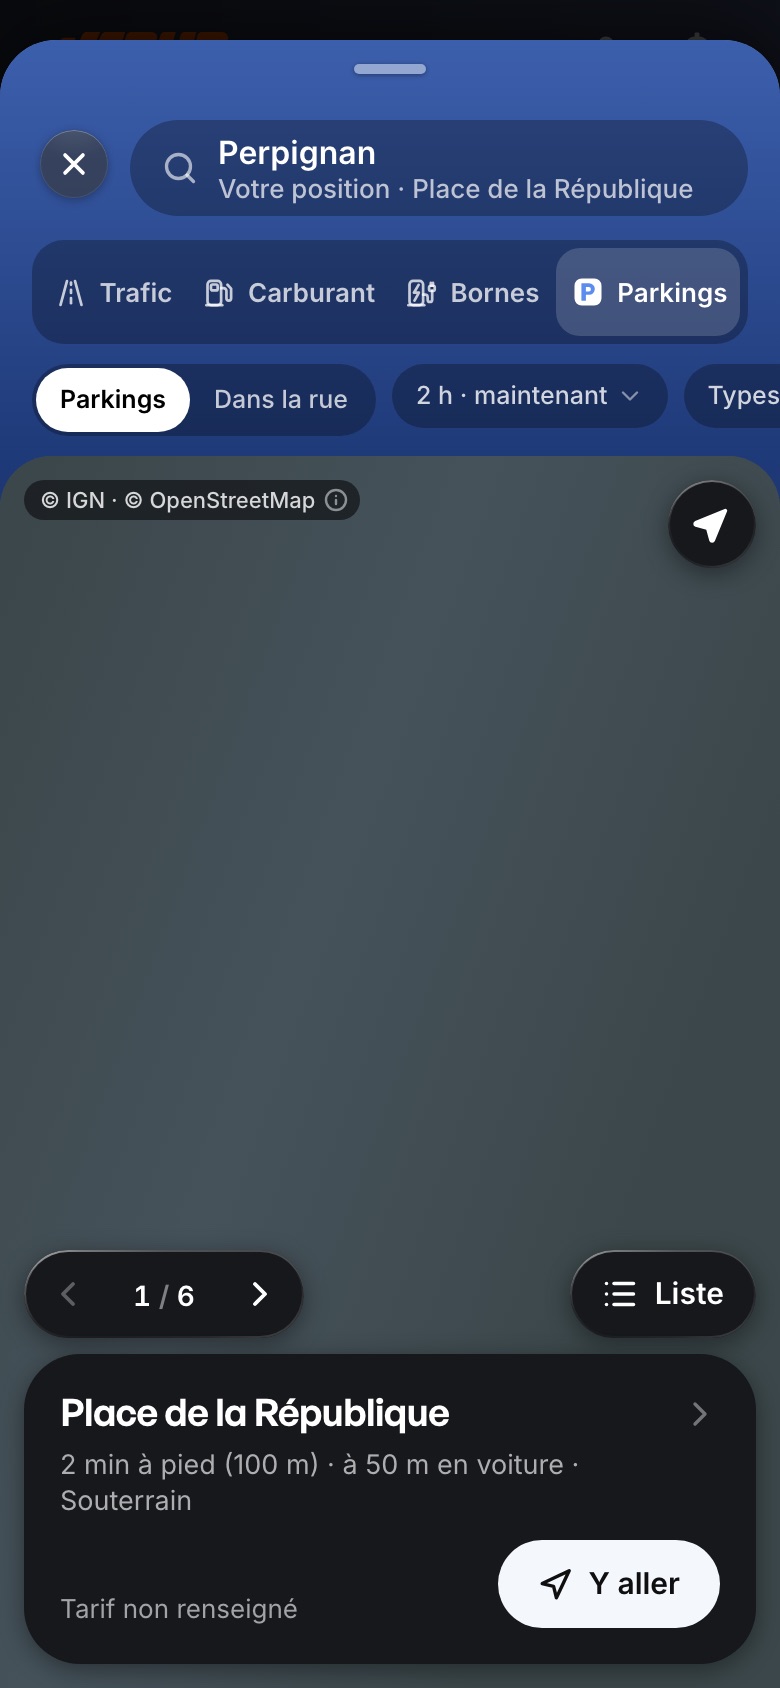 Perpignan
Votre position · Place de la République
Trafic
Carburant
Bornes
P Parkings
Parkings
Dans la rue
2 h · maintenant
Types
© IGN · © OpenStreetMap
1 / 6
Liste
Place de la République
2 min à pied (100 m) · à 50 m en voiture ·
Souterrain
Tarif non renseigné
Y aller